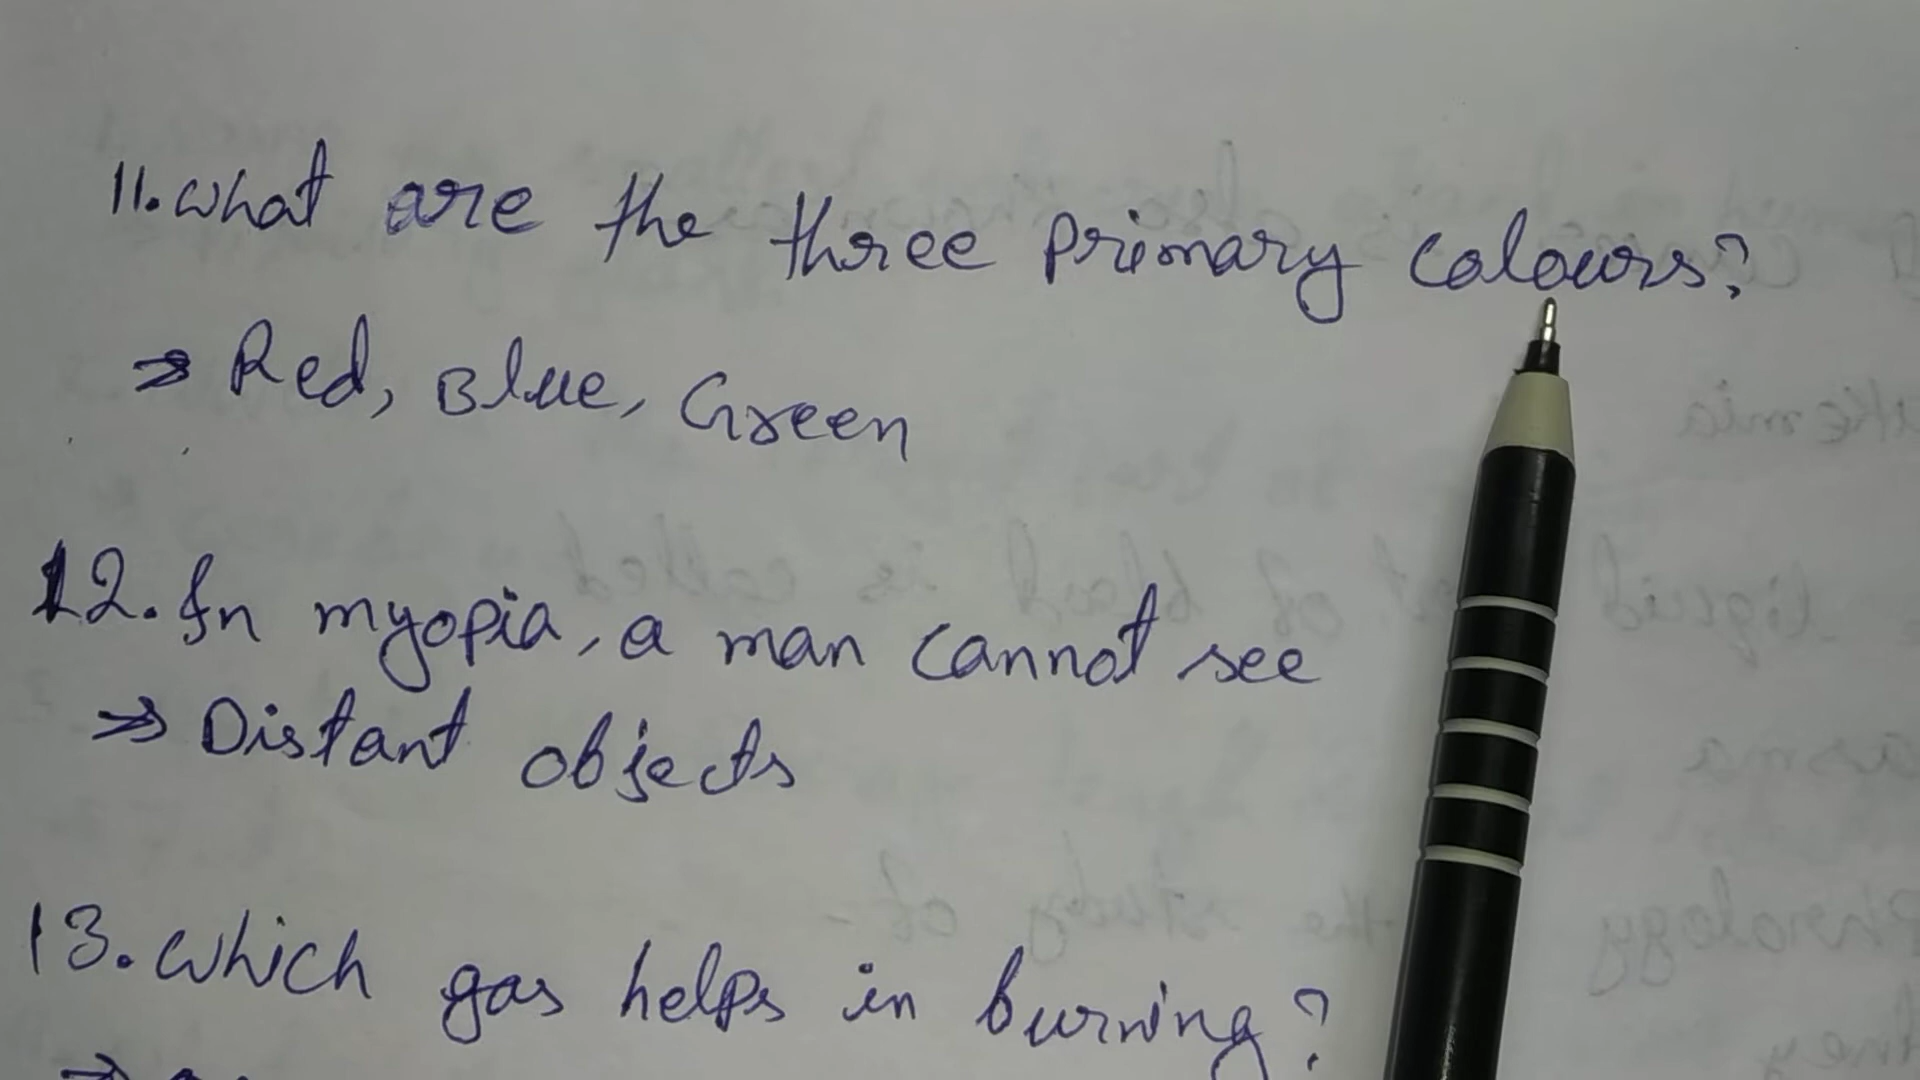 11. What are the three Primary colours?
⇒ Red, Blue, Green
12. In myopia, a man cannot see
⇒ Distant objects
13. Which gas helps in burning?